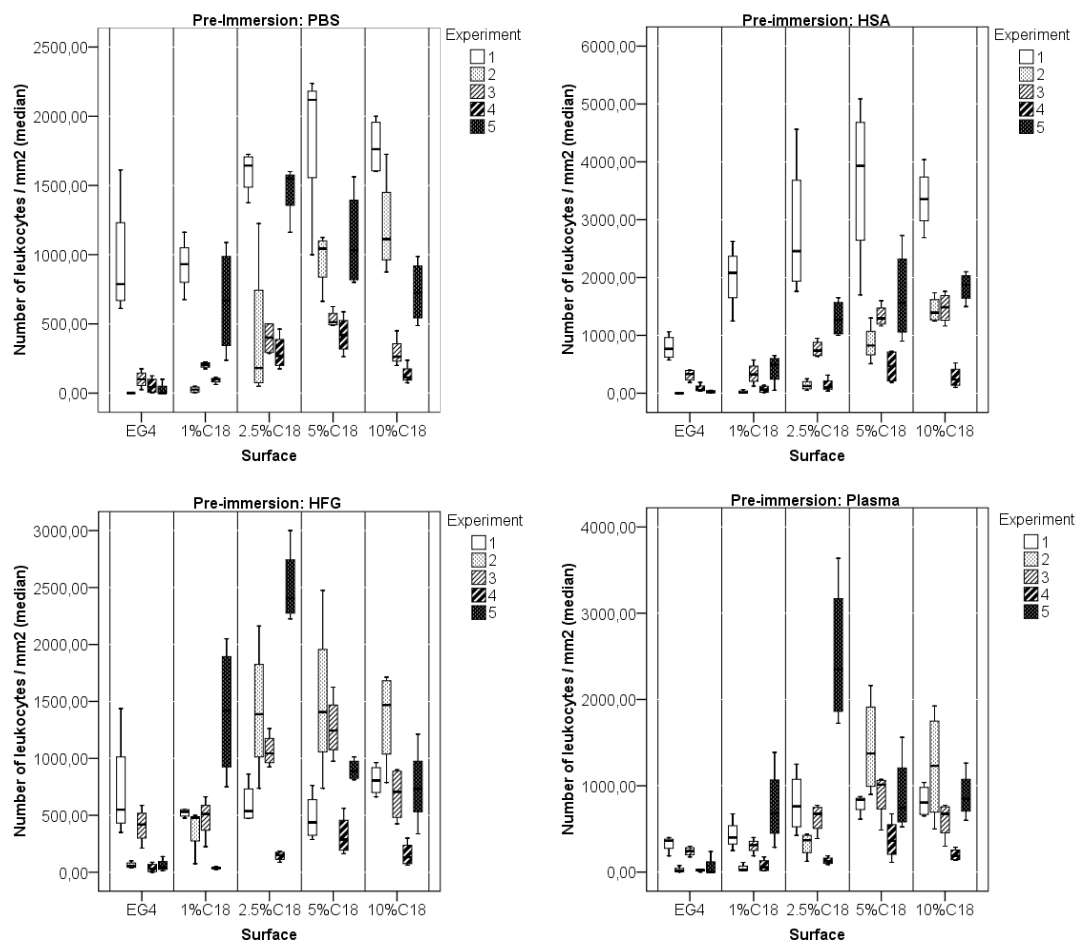 Pre-Immersion: PBS
Number of leukocytes / mm2 (median)
2500,00
2000,00
1500,00
1000,00
500,00
0,00
EG4 1%C18 2.5%C18 5%C18 10%C18
Surface
Experiment
1
2
3
4
5
Pre-immersion: HSA
Number of leukocytes / mm2 (median)
6000,00
5000,00
4000,00
3000,00
2000,00
1000,00
0,00
EG4 1%C18 2.5%C18 5%C18 10%C18
Surface
Experiment
1
2
3
4
5
Pre-immersion: HFG
Number of leukocytes / mm2 (median)
3000,00
2500,00
2000,00
1500,00
1000,00
500,00
0,00
EG4 1%C18 2.5%C18 5%C18 10%C18
Surface
Experiment
1
2
3
4
5
Pre-immersion: Plasma
Number of leukocytes / mm2 (median)
4000,00
3000,00
2000,00
1000,00
0,00
EG4 1%C18 2.5%C18 5%C18 10%C18
Surface
Experiment
1
2
3
4
5